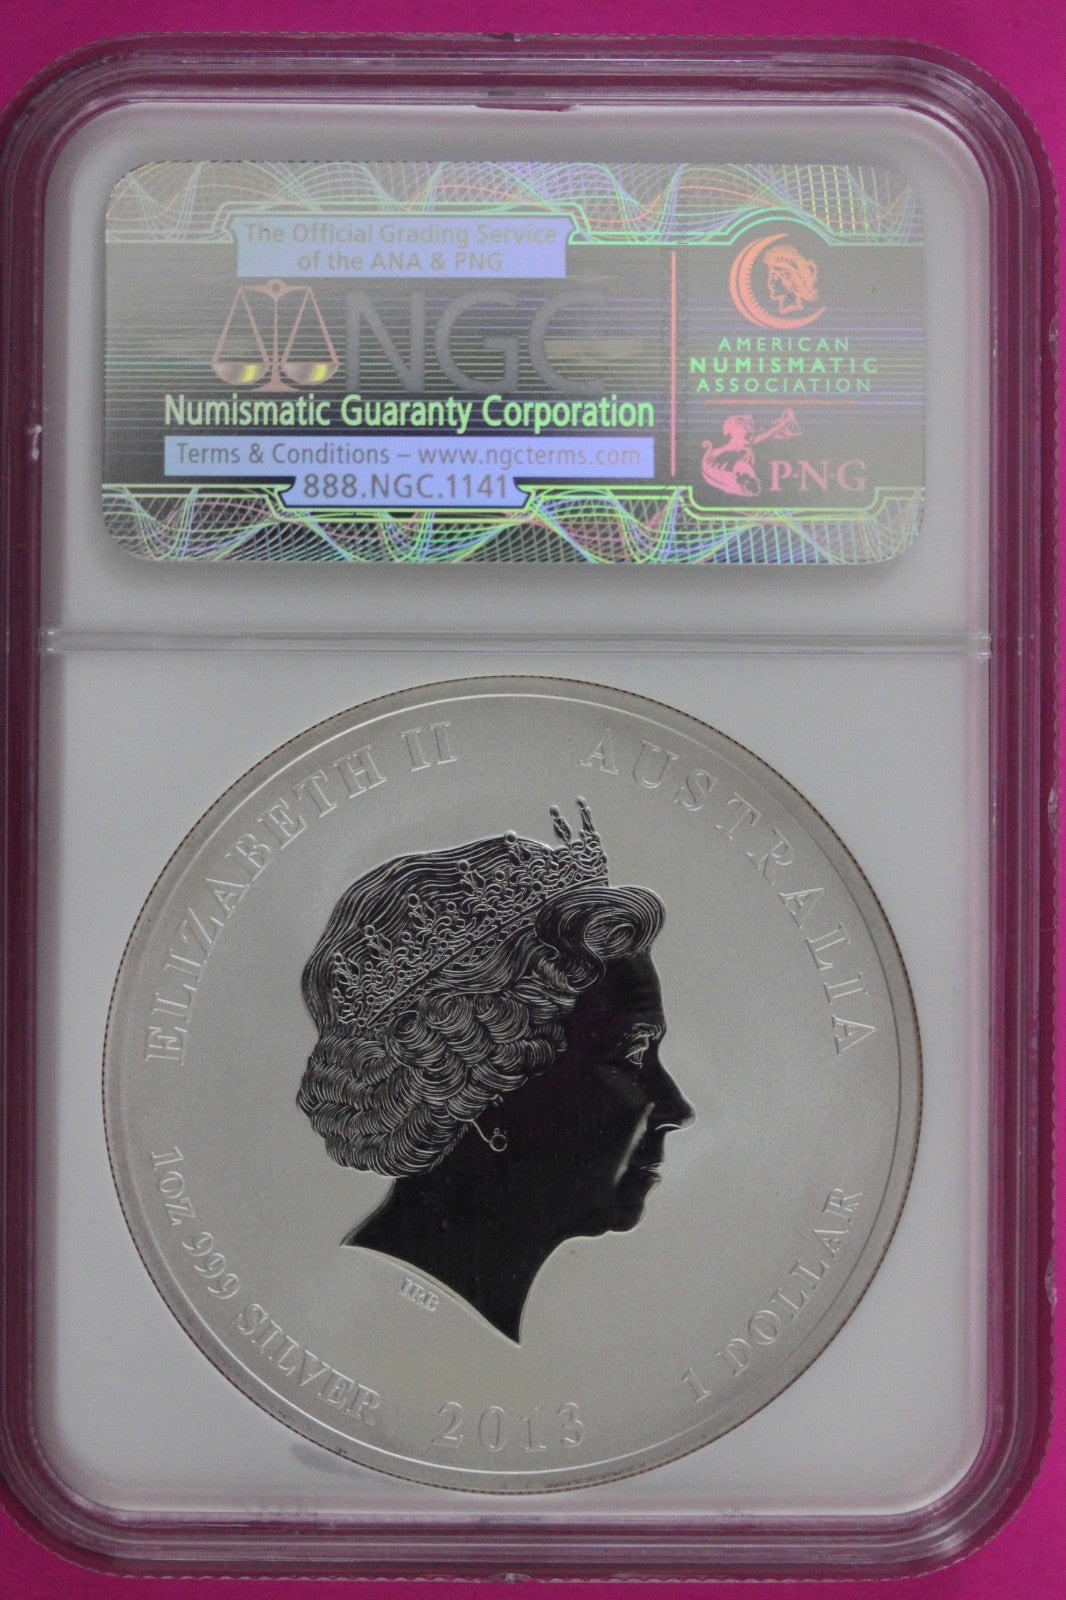 The Official Grading Service
of the ANA & PNG
NGC
Numismatic Guaranty Corporation
Terms & Conditions – www.ngcterms.com
888.NGC.1141
AMERICAN
NUMISMATIC
ASSOCIATION
P·N·G
ELIZABETH II
AUSTRALIA
IRB
1OZ 999 SILVER
2013
1 DOLLAR